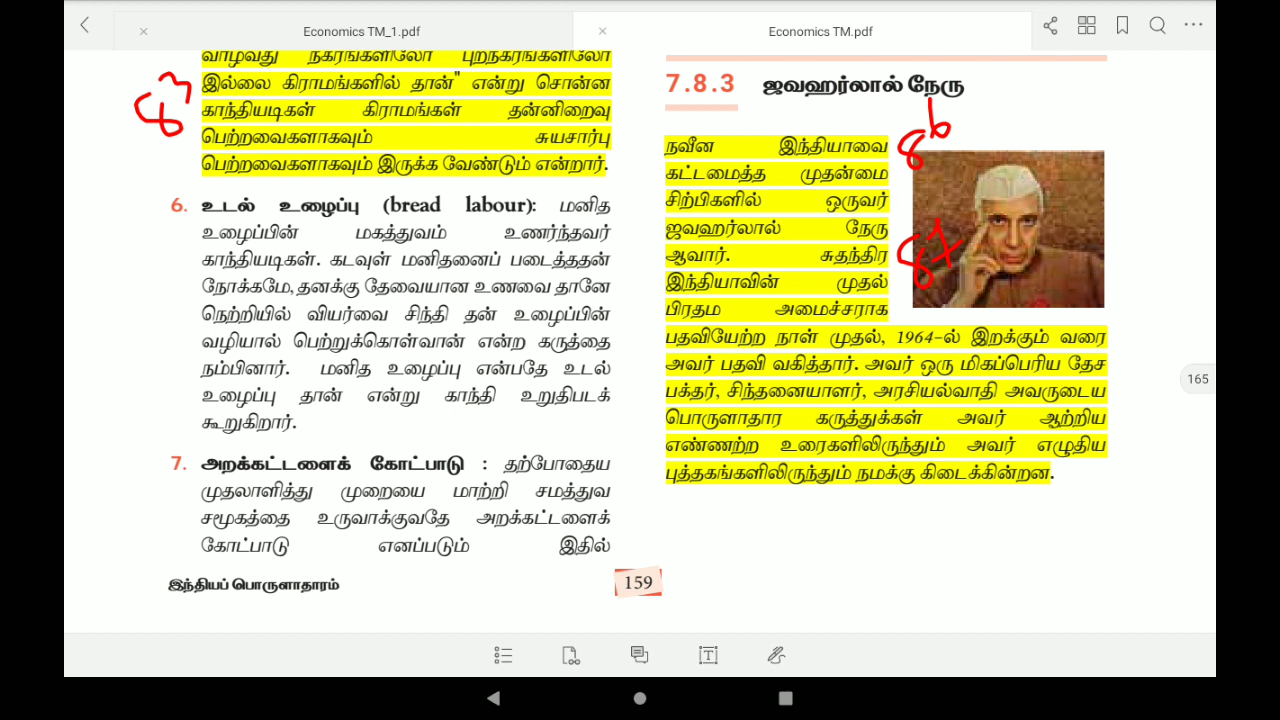 Economics TM_1.pdf
Economics TM.pdf
வாழ்வது நகரங்களிலோ புறநகரங்களிலோ
இல்லை கிராமங்களில் தான்" என்று சொன்ன
காந்தியடிகள் கிராமங்கள் தன்னிறைவு
பெற்றவைகளாகவும் சுயசார்பு
பெற்றவைகளாகவும் இருக்க வேண்டும் என்றார்.
83
6. உடல் உழைப்பு (bread labour): மனித
உழைப்பின் மகத்துவம் உணர்ந்தவர்
காந்தியடிகள். கடவுள் மனிதனைப் படைத்ததன்
நோக்கமே, தனக்கு தேவையான உணவை தானே
நெற்றியில் வியர்வை சிந்தி தன் உழைப்பின்
வழியால் பெற்றுக்கொள்வான் என்ற கருத்தை
நம்பினார். மனித உழைப்பு என்பதே உடல்
உழைப்பு தான் என்று காந்தி உறுதிபடக்
கூறுகிறார்.
7. அறக்கட்டளைக் கோட்பாடு : தற்போதைய
முதலாளித்து முறையை மாற்றி சமத்துவ
சமூகத்தை உருவாக்குவதே அறக்கட்டளைக்
கோட்பாடு எனப்படும் இதில்
இந்தியப் பொருளாதாரம்
159
7.8.3 ஜவஹர்லால் நேரு
நவீன இந்தியாவை
கட்டமைத்த முதன்மை
சிற்பிகளில் ஒருவர்
ஜவஹர்லால் நேரு
ஆவார். சுதந்திர
இந்தியாவின் முதல்
பிரதம அமைச்சராக
பதவியேற்ற நாள் முதல், 1964-ல் இறக்கும் வரை
அவர் பதவி வகித்தார். அவர் ஒரு மிகப்பெரிய தேச
பக்தர், சிந்தனையாளர், அரசியல்வாதி அவருடைய
பொருளாதார கருத்துக்கள் அவர் ஆற்றிய
எண்ணற்ற உரைகளிலிருந்தும் அவர் எழுதிய
புத்தகங்களிலிருந்தும் நமக்கு கிடைக்கின்றன.
86
165